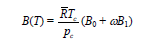 B(T) = R̅T_c / p_c (B_0 + ωB_1)